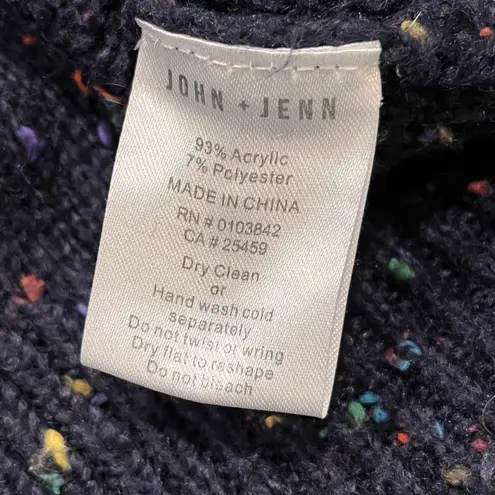 JOHN + JENN
93% Acrylic
7% Polyester
MADE IN CHINA
RN # 0103842
CA # 25459
Dry Clean
or
Hand wash cold
separately
Do not twist or wring
Dry flat to reshape
Do not bleach